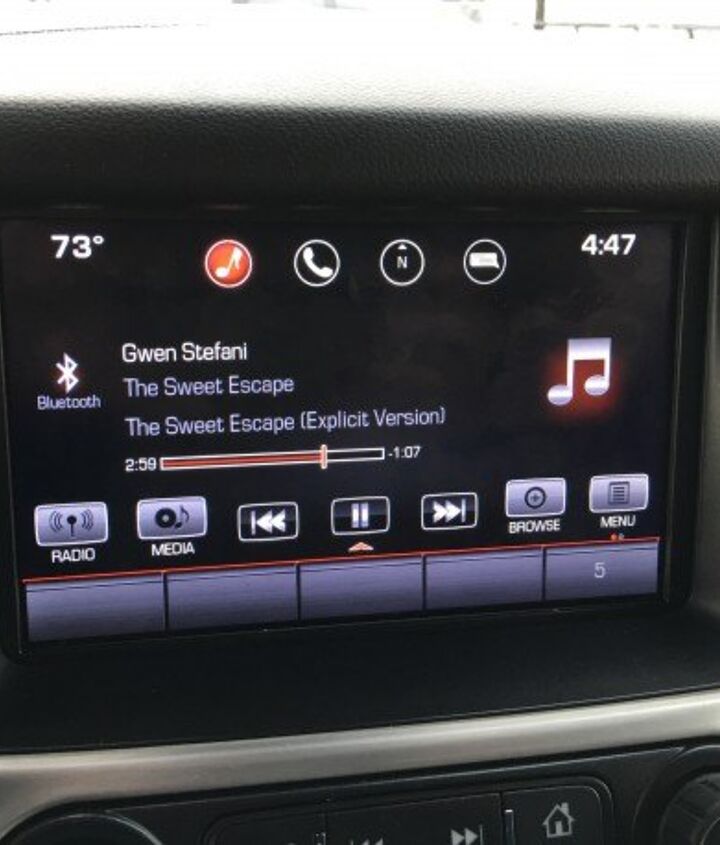 73°
N
4:47
Gwen Stefani
Bluetooth
The Sweet Escape
The Sweet Escape (Explicit Version)
2:59
-1:07
RADIO
MEDIA
BROWSE
MENU
5